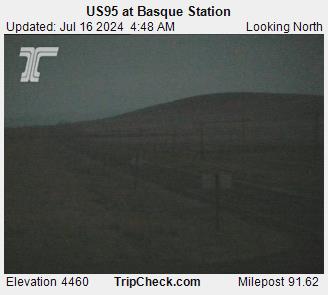 US95 at Basque Station
Updated: Jul 16 2024 4:48 AM Looking North
Elevation 4460 TripCheck.com Milepost 91.62